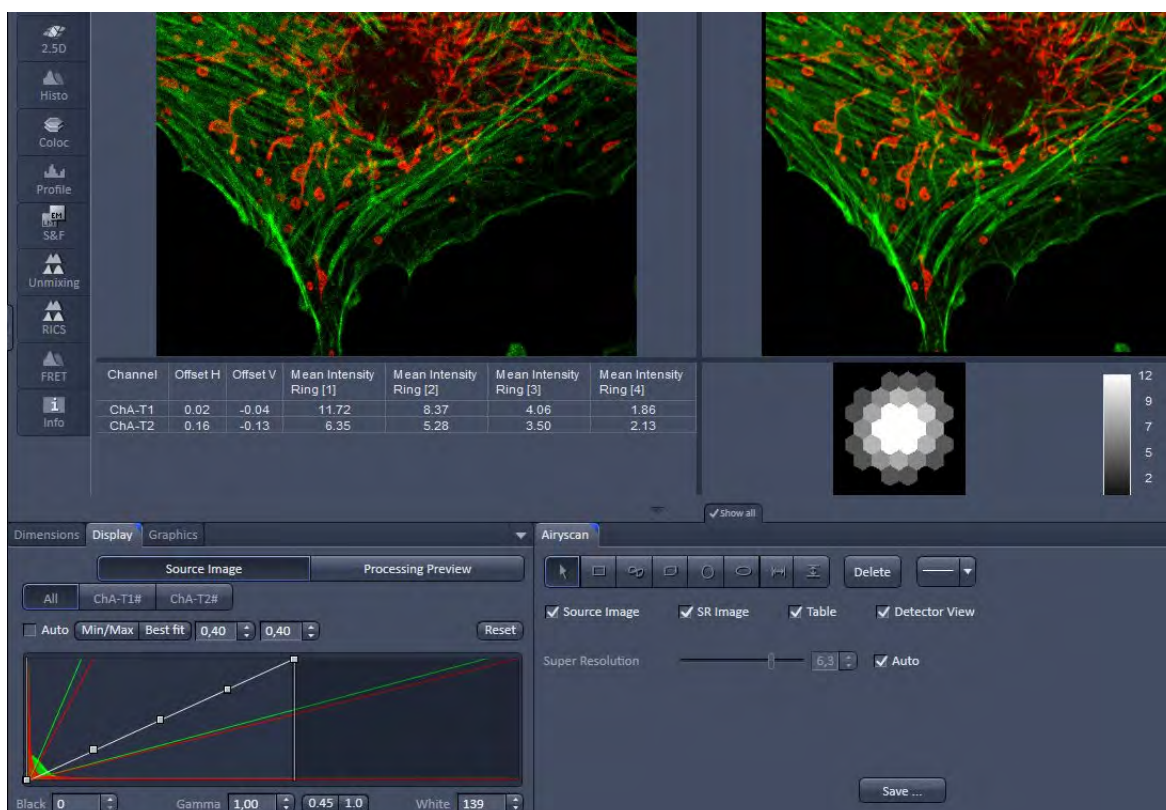 2.5D
Histo
Coloc
Profile
EM
S&F
Unmixing
RICS
FRET
i
Info
Channel Offset H Offset V Mean Intensity Ring [1] Mean Intensity Ring [2] Mean Intensity Ring [3] Mean Intensity Ring [4]
ChA-T1 0.02 -0.04 11.72 8.37 4.06 1.86
ChA-T2 0.16 -0.13 6.35 5.28 3.50 2.13
12
9
7
5
2
Show all
Dimensions Display Graphics
Source Image Processing Preview
All ChA-T1# ChA-T2#
Auto Min/Max Best fit 0,40 0,40 Reset
Black 0 Gamma 1,00 0.45 1.0 White 139
Airyscan
Delete
Source Image SR Image Table Detector View
Super Resolution 6,3 Auto
Save ...